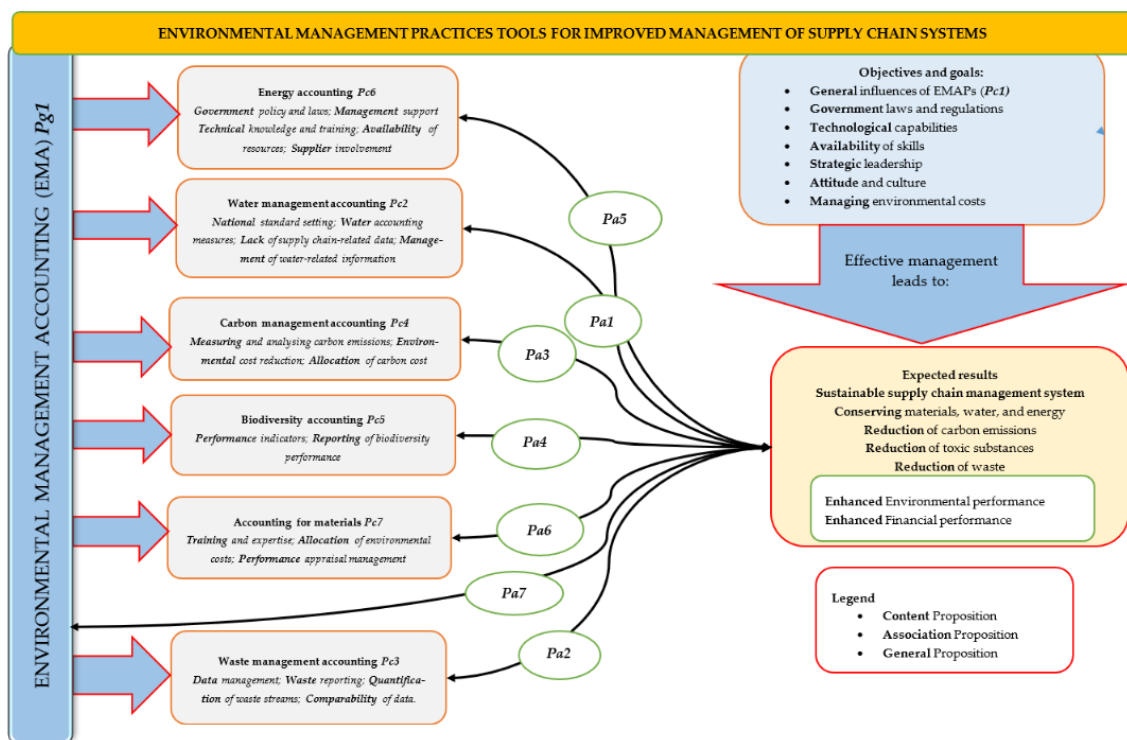 ENVIRONMENTAL MANAGEMENT PRACTICES TOOLS FOR IMPROVED MANAGEMENT OF SUPPLY CHAIN SYSTEMS
ENVIRONMENTAL MANAGEMENT ACCOUNTING (EMA) Pg1
Energy accounting Pc6
Government policy and laws; Management support
Technical knowledge and training; Availability of
resources; Supplier involvement
Water management accounting Pc2
National standard setting; Water accounting
measures; Lack of supply chain-related data; Manage-
ment of water-related information
Carbon management accounting Pc4
Measuring and analysing carbon emissions; Environ-
mental cost reduction; Allocation of carbon cost
Biodiversity accounting Pc5
Performance indicators; Reporting of biodiversity
performance
Accounting for materials Pc7
Training and expertise; Allocation of environmental
costs; Performance appraisal management
Waste management accounting Pc3
Data management; Waste reporting; Quantifica-
tion of waste streams; Comparability of data.
Pa5
Pa1
Pa3
Pa4
Pa6
Pa7
Pa2
Objectives and goals:
• General influences of EMAPs (Pc1)
• Government laws and regulations
• Technological capabilities
• Availability of skills
• Strategic leadership
• Attitude and culture
• Managing environmental costs
Effective management
leads to:
Expected results
Sustainable supply chain management system
Conserving materials, water, and energy
Reduction of carbon emissions
Reduction of toxic substances
Reduction of waste
Enhanced Environmental performance
Enhanced Financial performance
Legend
• Content Proposition
• Association Proposition
• General Proposition